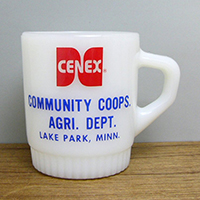 CENEX®
COMMUNITY COOPS.
AGRI. DEPT.
LAKE PARK, MINN.